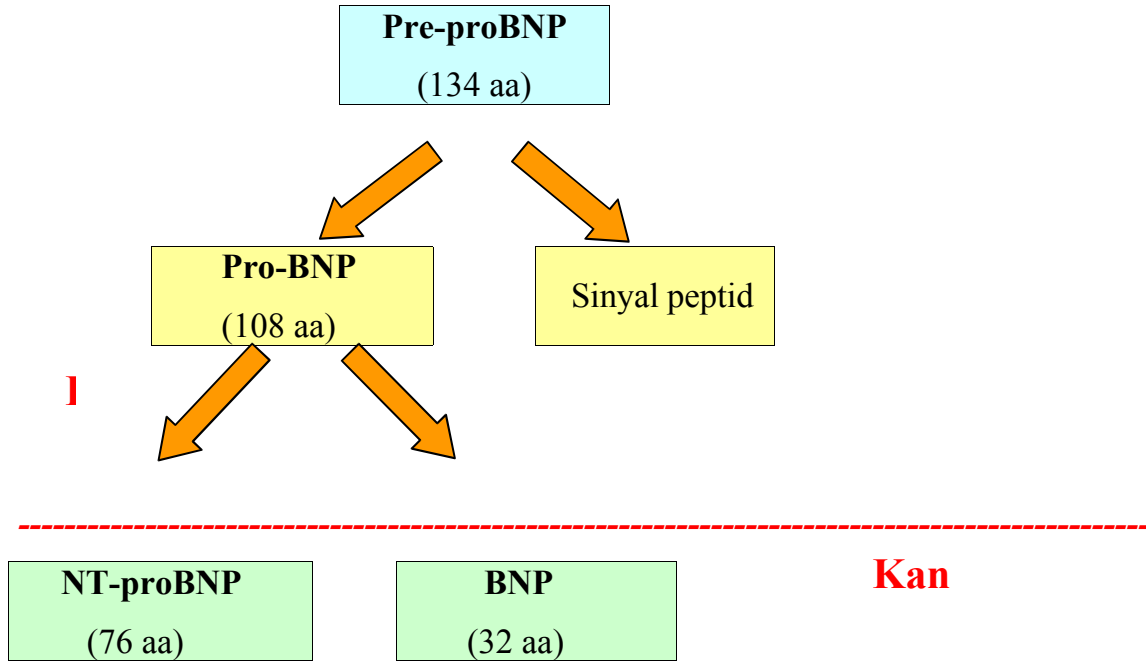 Pre-proBNP
(134 aa)
Pro-BNP
(108 aa)
Sinyal peptid
NT-proBNP
(76 aa)
BNP
(32 aa)
Kan